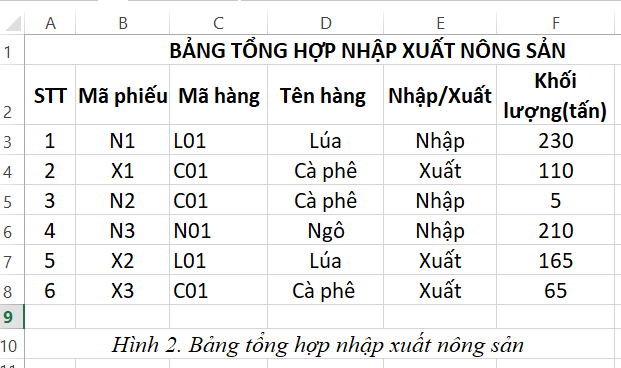 A B C D E F
1 BẢNG TỔNG HỢP NHẬP XUẤT NÔNG SẢN
2 STT Mã phiếu Mã hàng Tên hàng Nhập/Xuất Khối lượng(tấn)
3 1 N1 L01 Lúa Nhập 230
4 2 X1 C01 Cà phê Xuất 110
5 3 N2 C01 Cà phê Nhập 5
6 4 N3 N01 Ngô Nhập 210
7 5 X2 L01 Lúa Xuất 165
8 6 X3 C01 Cà phê Xuất 65
9
10 Hình 2. Bảng tổng hợp nhập xuất nông sản